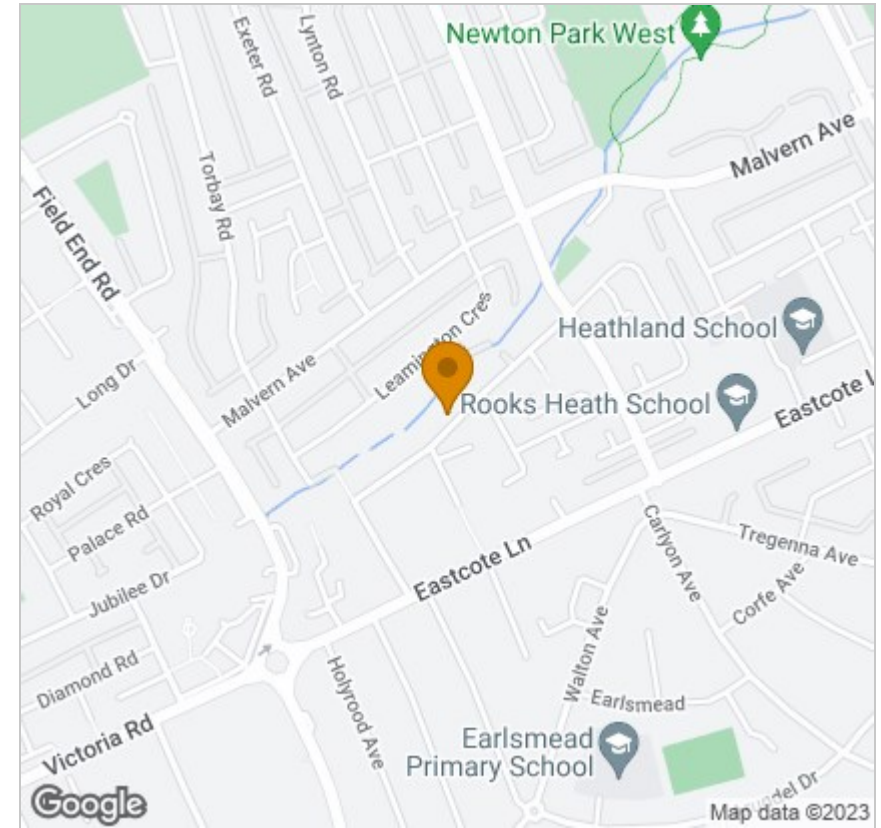 Newton Park West
Exeter Rd
Lynton Rd
Malvern Ave
Torbay Rd
Field End Rd
Leamington Cres
Heathland School
Long Dr
Malvern Ave
Rooks Heath School
Eastcote L
Royal Cres
Palace Rd
Carlyon Ave
Tregenna Ave
Eastcote Ln
Jubilee Dr
Corfe Ave
Walton Ave
Diamond Rd
Holyrood Ave
Earlsmead
Victoria Rd
Earlsmead
Primary School
Dr
Google
Map data ©2023